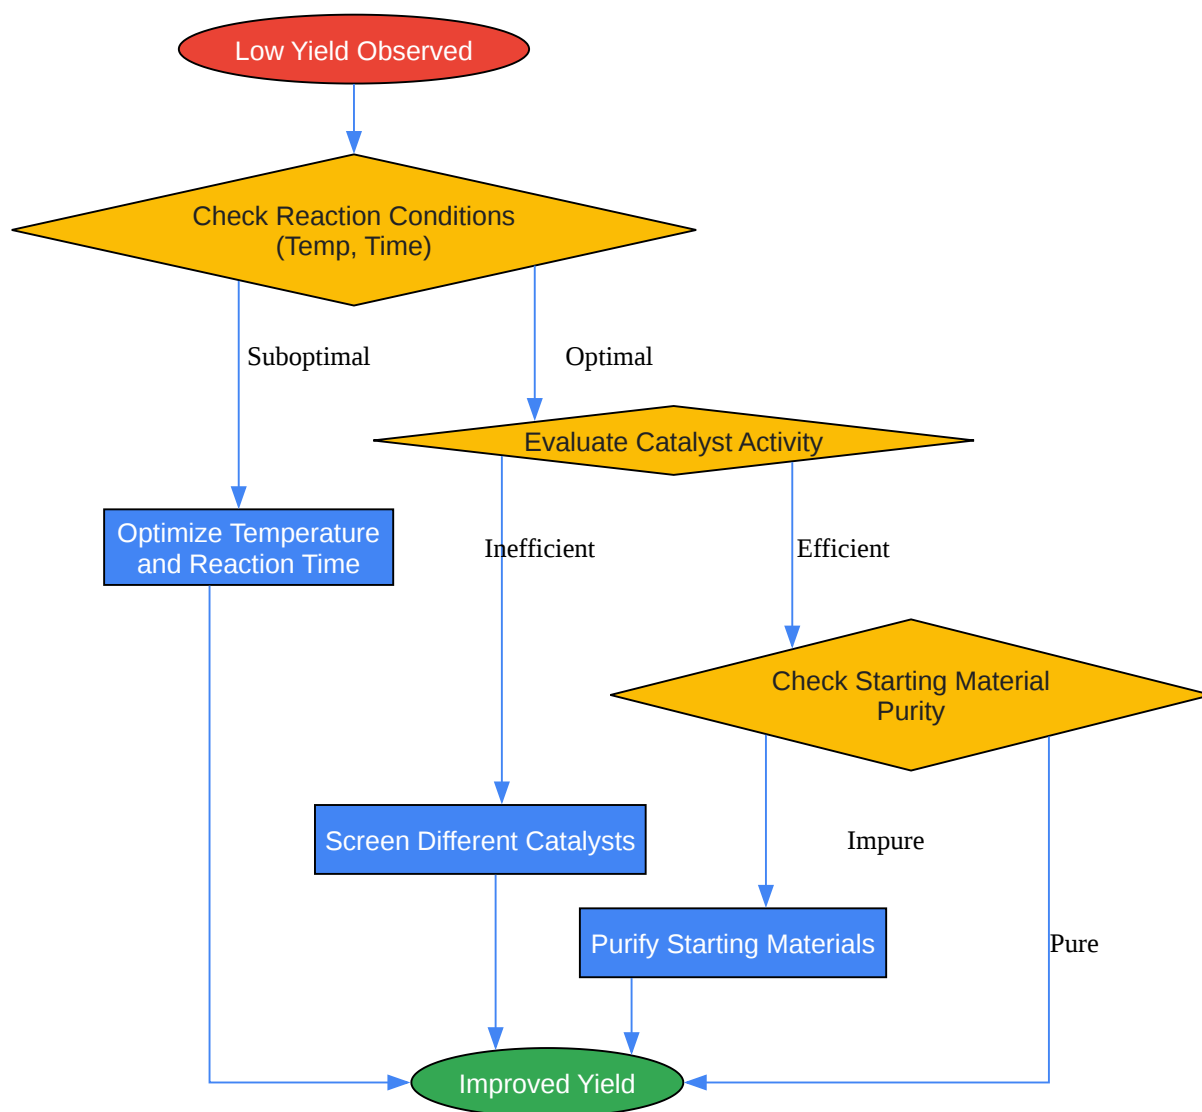 Low Yield Observed
Check Reaction Conditions
(Temp, Time)
Suboptimal
Optimal
Evaluate Catalyst Activity
Optimize Temperature
and Reaction Time
Inefficient
Efficient
Check Starting Material
Purity
Screen Different Catalysts
Impure
Purify Starting Materials
Pure
Improved Yield